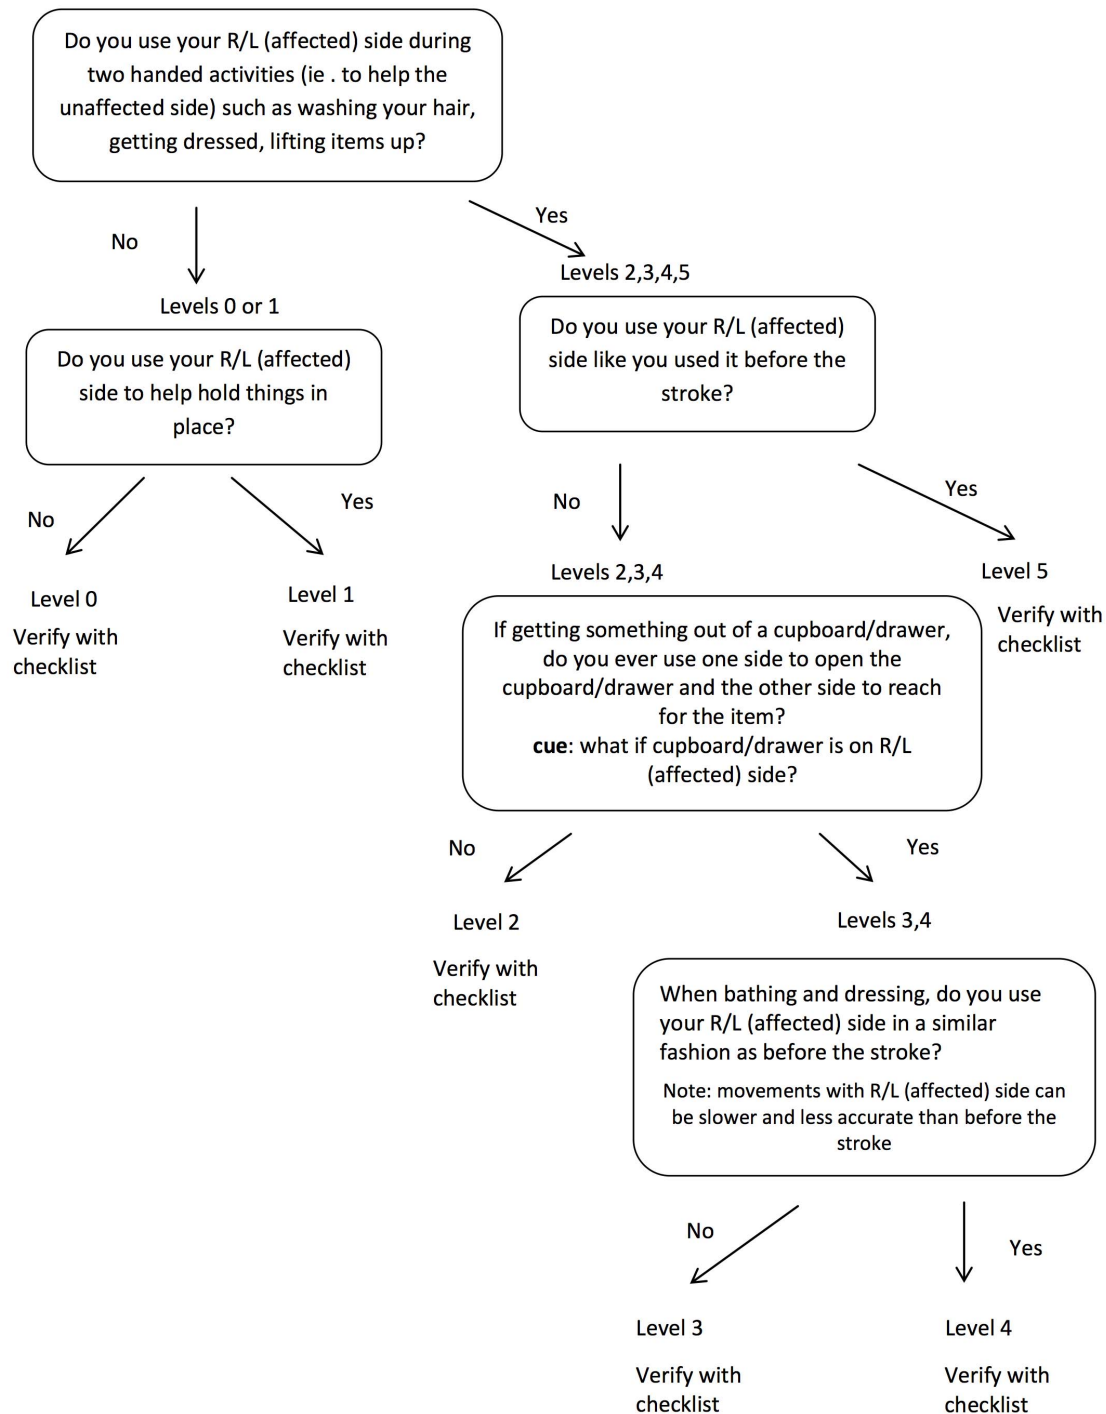 Do you use your R/L (affected) side during
two handed activities (ie . to help the
unaffected side) such as washing your hair,
getting dressed, lifting items up?
No
Yes
Levels 0 or 1
Levels 2,3,4,5
Do you use your R/L (affected)
side to help hold things in
place?
Do you use your R/L (affected)
side like you used it before the
stroke?
No
Yes
No
Yes
Level 0
Verify with
checklist
Level 1
Verify with
checklist
Levels 2,3,4
Level 5
Verify with
checklist
If getting something out of a cupboard/drawer,
do you ever use one side to open the
cupboard/drawer and the other side to reach
for the item?
cue: what if cupboard/drawer is on R/L
(affected) side?
No
Yes
Level 2
Verify with
checklist
Levels 3,4
When bathing and dressing, do you use
your R/L (affected) side in a similar
fashion as before the stroke?
Note: movements with R/L (affected) side can
be slower and less accurate than before the
stroke
No
Yes
Level 3
Verify with
checklist
Level 4
Verify with
checklist